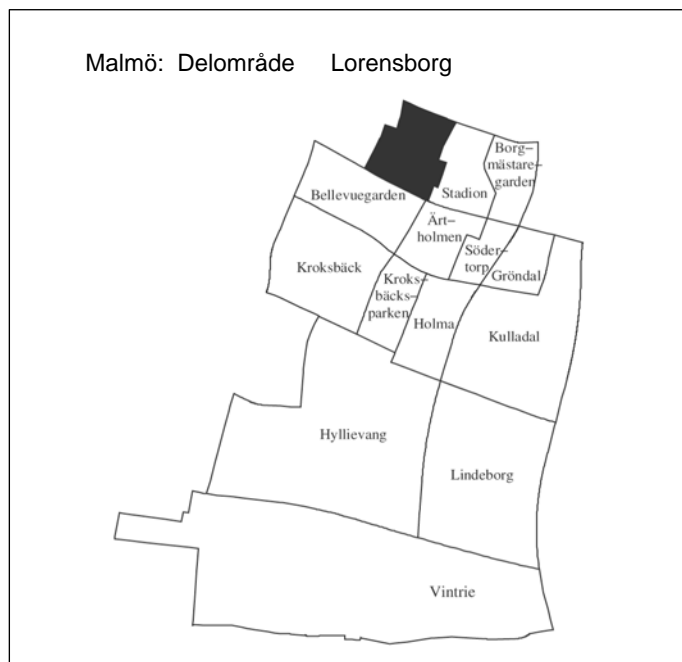 Malmö: Delområde Lorensborg
Borg-
mästare-
garden
Stadion
Bellevuegarden
Ärt-
holmen
Söder-
torp
Gröndal
Kroksbäck
Kroks-
bäcks-
parken
Holma
Kulladal
Hyllievang
Lindeborg
Vintrie